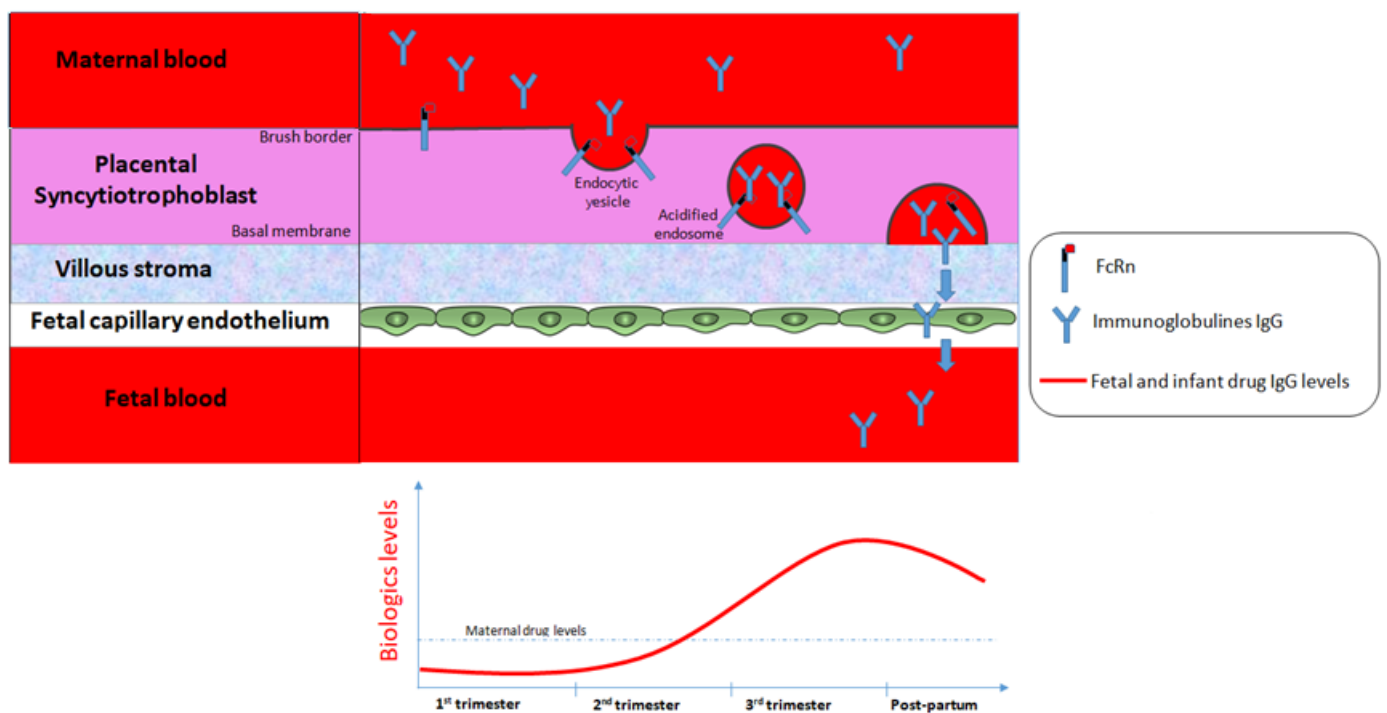 Maternal blood
Brush border
Placental
Syncytiotrophoblast
Basal membrane
Endocytic
yesicle
Acidified
endosome
Villous stroma
Fetal capillary endothelium
Fetal blood
FcRn
Immunoglobulines IgG
Fetal and infant drug IgG levels
Biologics levels
Maternal drug levels
1st trimester
2nd trimester
3rd trimester
Post-partum